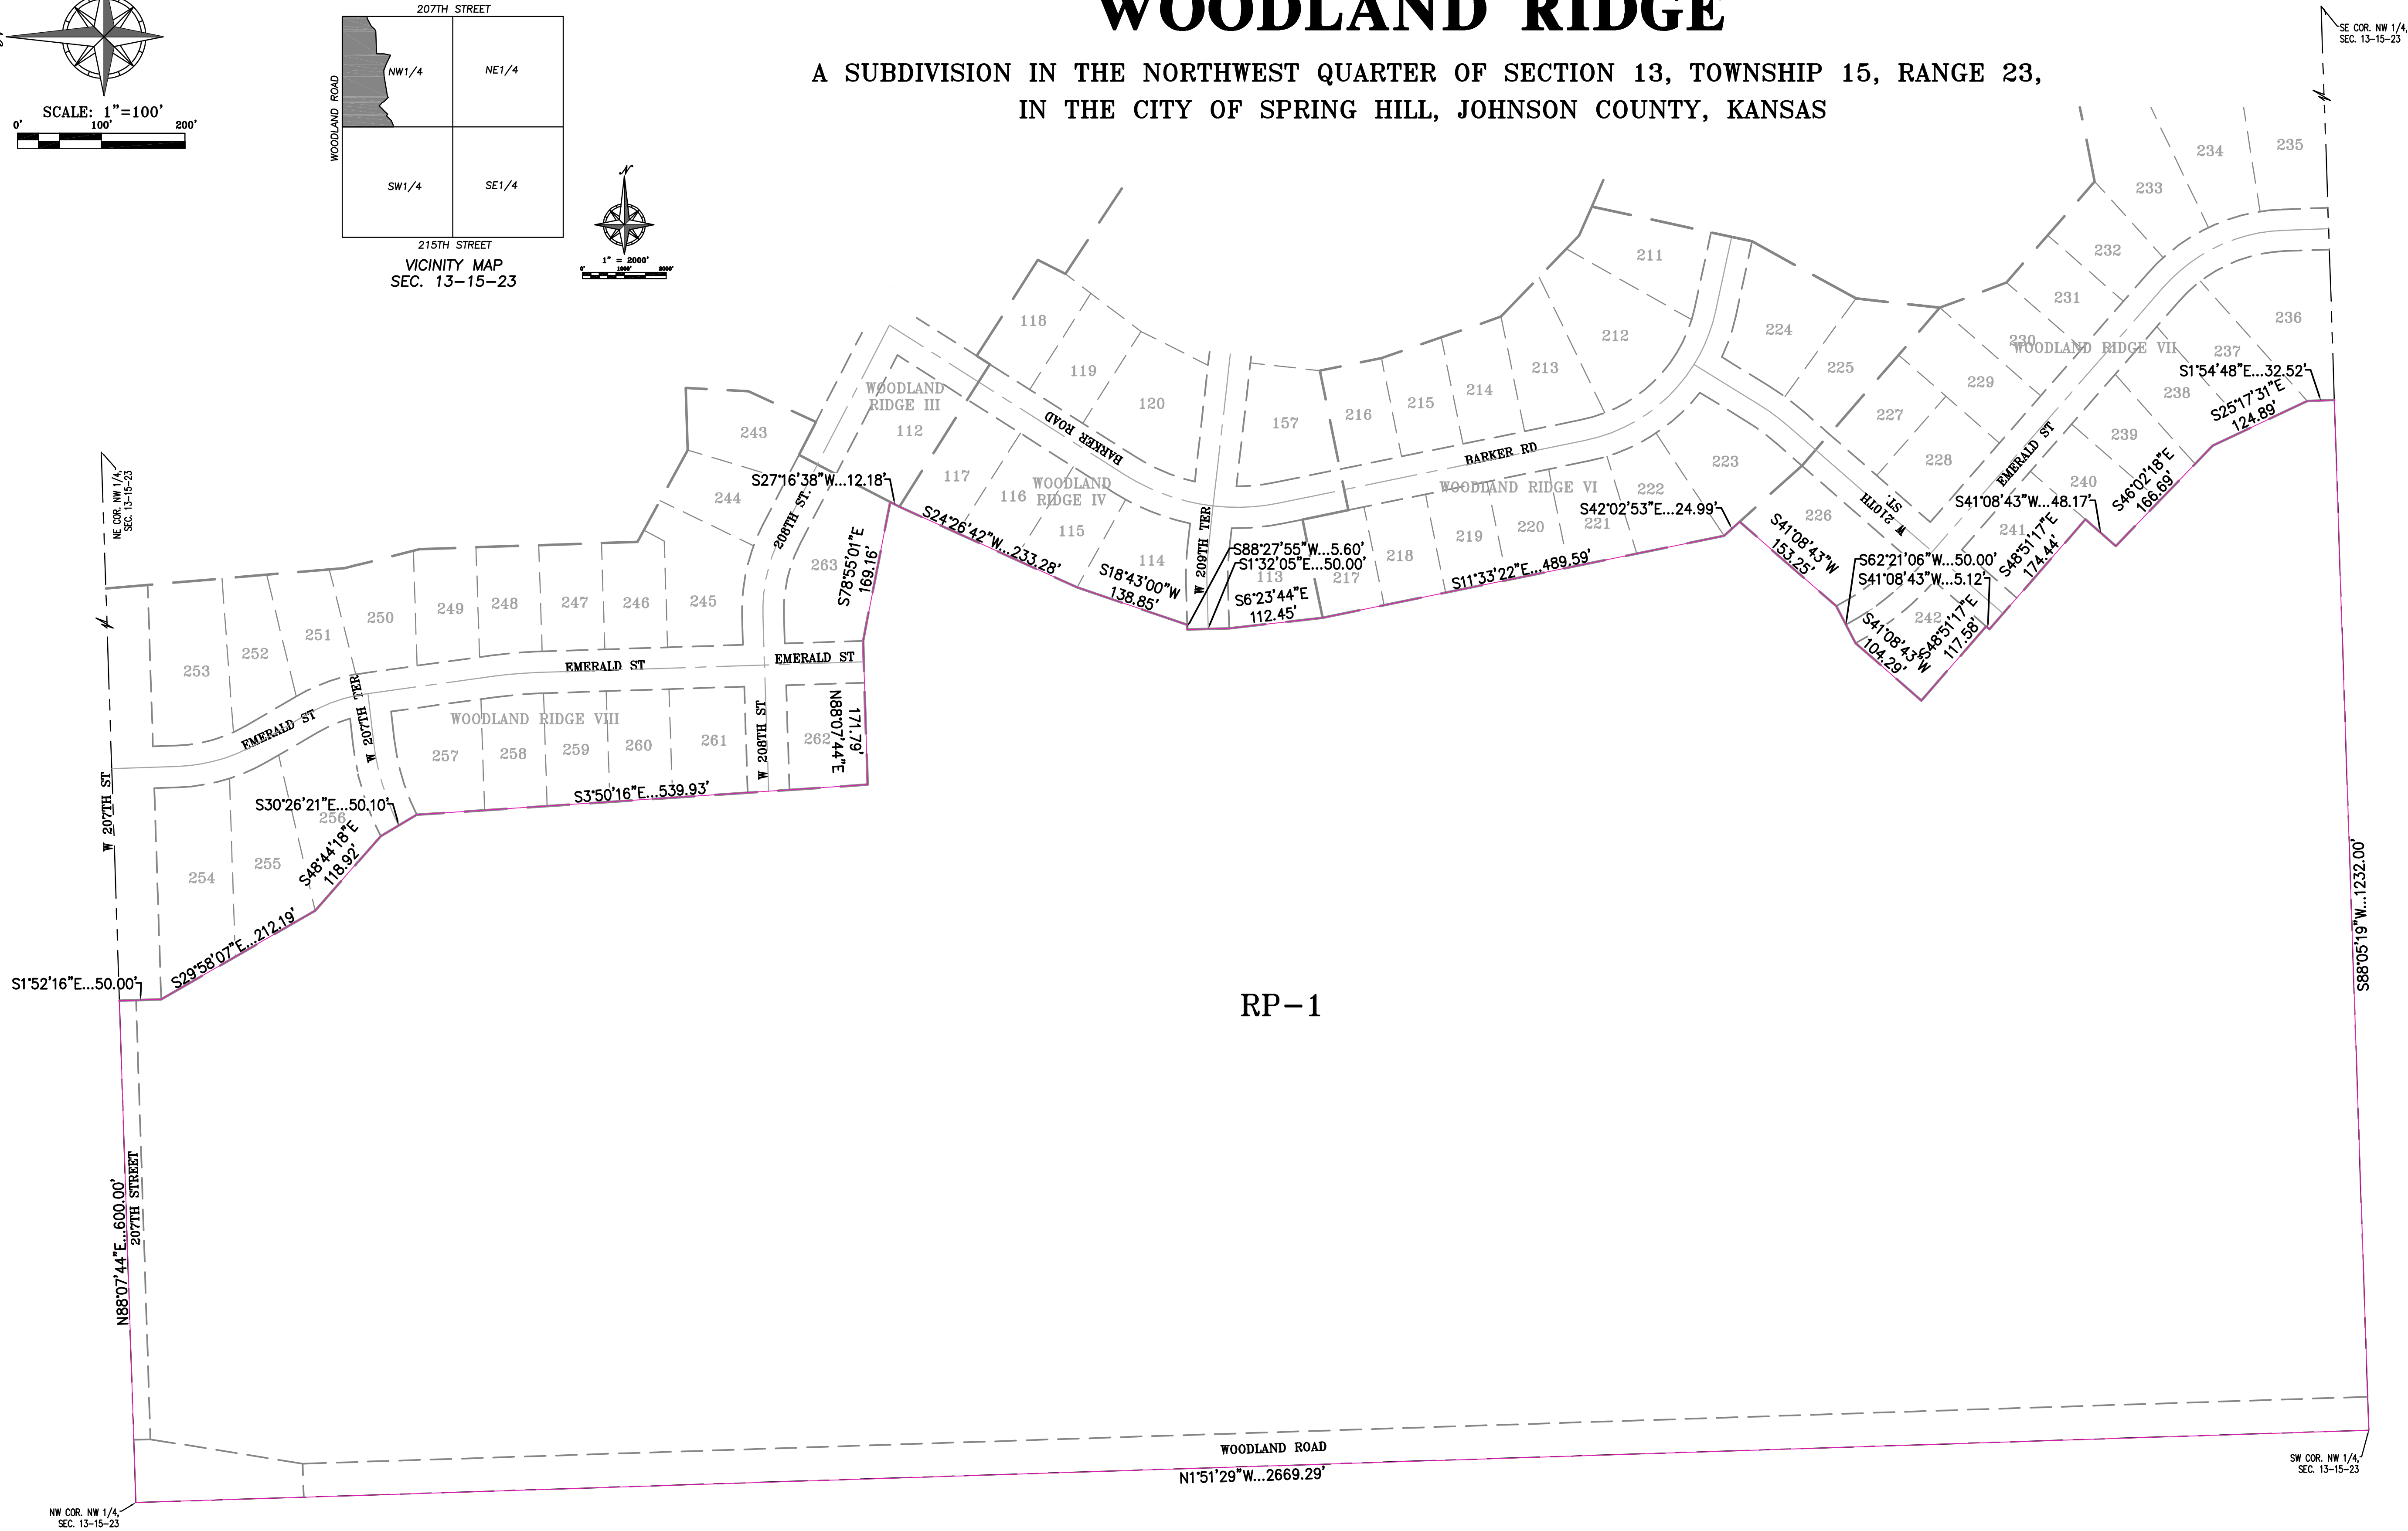 WOODLAND RIDGE
A SUBDIVISION IN THE NORTHWEST QUARTER OF SECTION 13, TOWNSHIP 15, RANGE 23,
IN THE CITY OF SPRING HILL, JOHNSON COUNTY, KANSAS
SCALE: 1"=100'
0' 100' 200'
207TH STREET
WOODLAND ROAD
WOODLAND ROAD
NW1/4
NE1/4
SW1/4
SE1/4
215TH STREET
VICINITY MAP
SEC. 13-15-23
N
1" = 2000'
0' 1000' 2000'
SE COR. NW 1/4,
SEC. 13-15-23
NE COR. NW 1/4,
SEC. 13-15-23
234
235
233
232
231
230
WOODLAND RIDGE VII
229
227
228
236
237
238
239
240
241
242
211
212
213
214
215
216
224
225
223
226
118
119
120
157
WOODLAND
RIDGE III
112
117
116
WOODLAND
RIDGE IV
115
114
113
WOODLAND RIDGE VI
217
218
219
220
221
222
243
244
263
245
246
247
248
249
250
251
252
253
254
255
256
WOODLAND RIDGE VIII
257
258
259
260
261
262
BARKER ROAD
BARKER RD
W 209TH TER
W 210TH
ST.
EMERALD ST
208TH ST.
EMERALD ST
EMERALD ST
EMERALD ST
W 207TH TER
W 208TH ST
W 207TH ST
S1°52'16"E...50.00'
S29°58'07"E...212.19'
S48°44'18"E
118.92'
S30°26'21"E...50.10'
S3°50'16"E...539.93'
N88°07'44"E
171.79'
S78°55'01"E
169.16'
S27°16'38"W...12.18'
S24°26'42"W...233.28'
S18°43'00"W
138.85'
S88°27'55"W...5.60'
S1°32'05"E...50.00'
S6°23'44"E
112.45'
S11°33'22"E...489.59'
S42°02'53"E...24.99'
S41°08'43"W
153.25'
S62°21'06"W...50.00'
S41°08'43"W...5.12'
S41°08'43"W
104.29'
S48°51'17"E
117.58'
S48°51'17"E
174.44'
S41°08'43"W...48.17'
S46°02'18"E
166.69'
S25°17'31"E
124.89'
S1°54'48"E...32.52'
S88°05'19"W...1232.00'
RP-1
N88°07'44"E...600.00'
207TH STREET
WOODLAND ROAD
N1°51'29"W...2669.29'
NW COR. NW 1/4,
SEC. 13-15-23
SW COR. NW 1/4,
SEC. 13-15-23